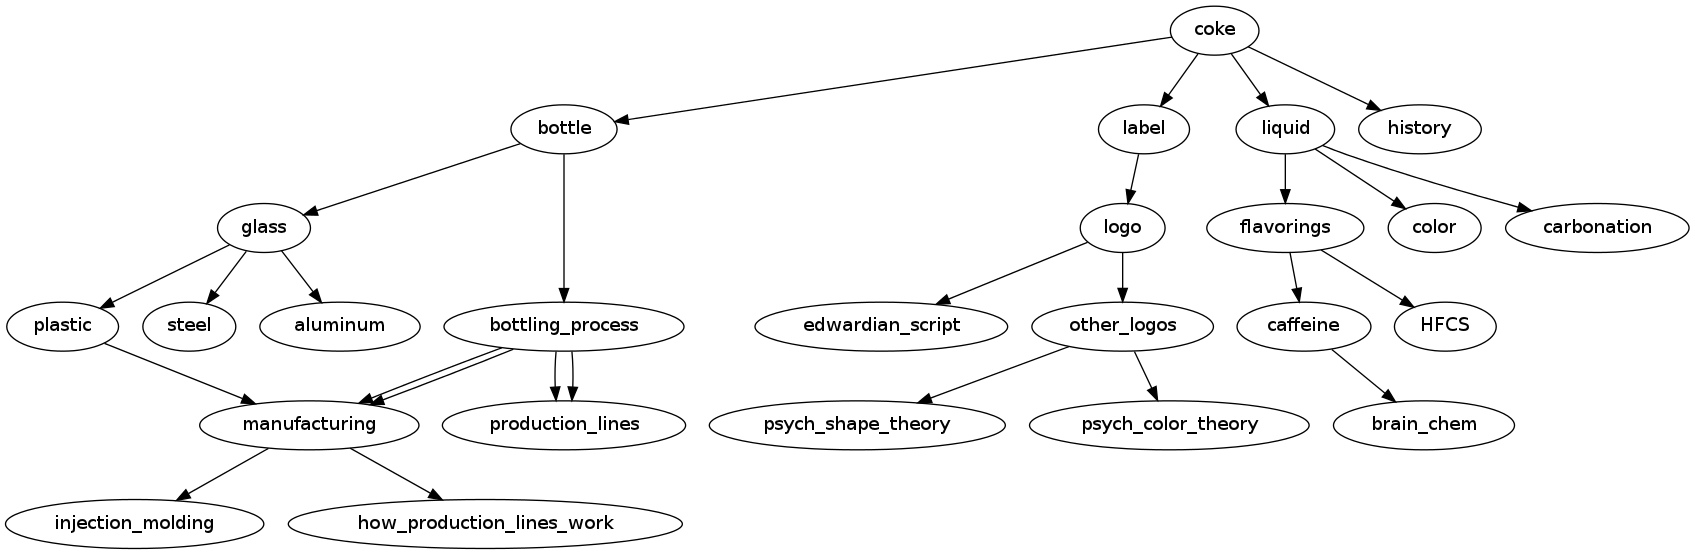 coke
bottle
label
liquid
history
glass
logo
flavorings
color
carbonation
plastic
steel
aluminum
bottling_process
edwardian_script
other_logos
caffeine
HFCS
manufacturing
production_lines
psych_shape_theory
psych_color_theory
brain_chem
injection_molding
how_production_lines_work